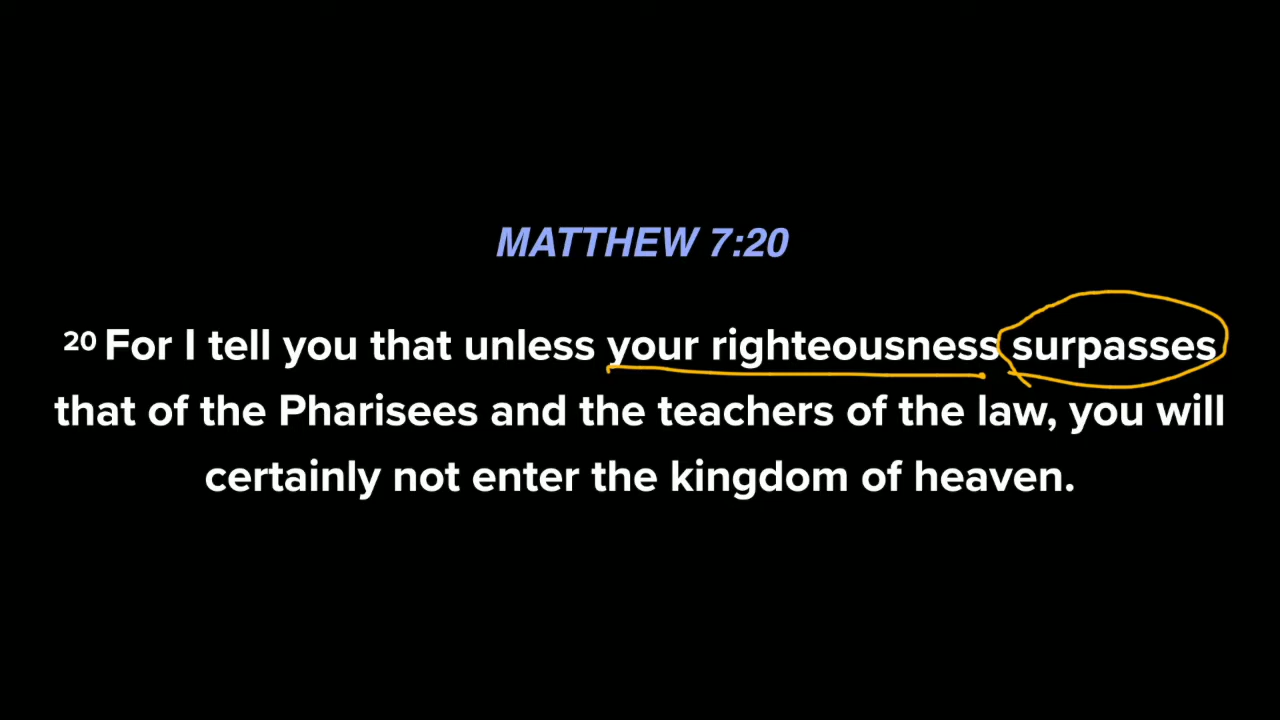 MATTHEW 7:20
20 For I tell you that unless your righteousness surpasses
that of the Pharisees and the teachers of the law, you will
certainly not enter the kingdom of heaven.